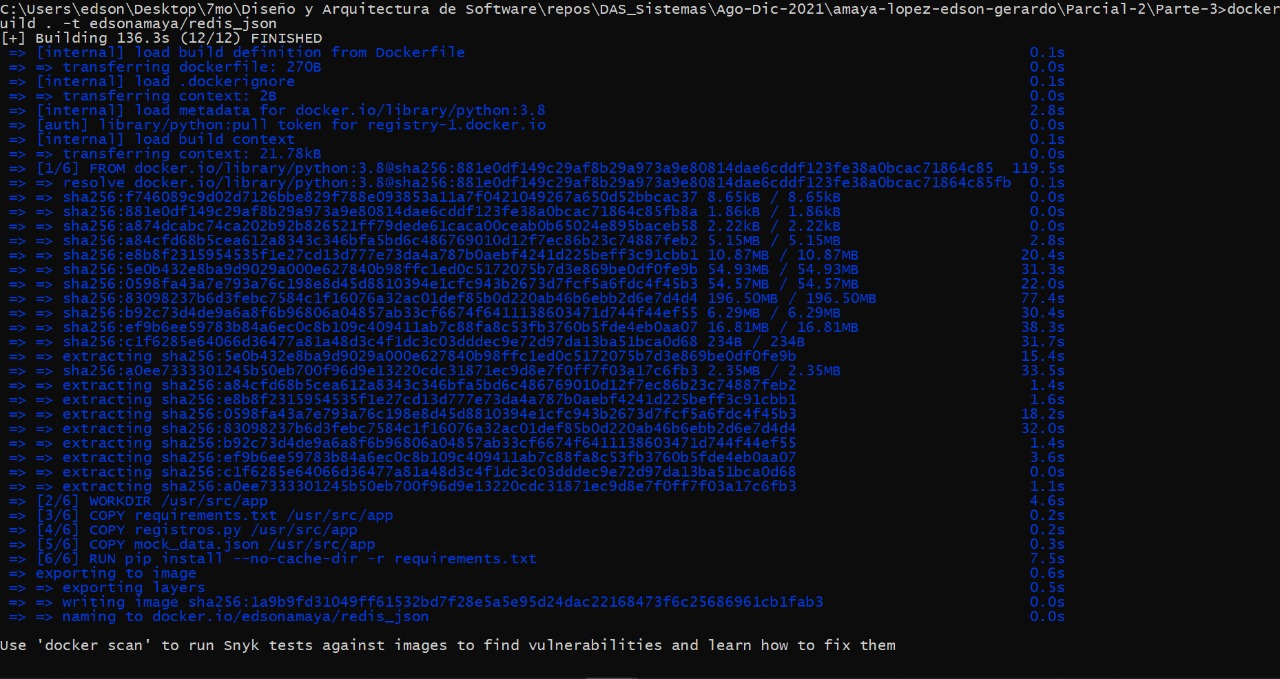 C:\Users\edson\Desktop\7mo\Diseño y Arquitectura de Software\repos\DAS_Sistemas\Ago-Dic-2021\amaya-lopez-edson-gerardo\Parcial-2\Parte-3>docker b
uild . -t edsonamaya/redis_json
[+] Building 136.3s (12/12) FINISHED
=> [internal] load build definition from Dockerfile 0.1s
=> => transferring dockerfile: 270B 0.0s
=> [internal] load .dockerignore 0.1s
=> => transferring context: 2B 0.0s
=> [internal] load metadata for docker.io/library/python:3.8 2.8s
=> [auth] library/python:pull token for registry-1.docker.io 0.0s
=> [internal] load build context 0.1s
=> => transferring context: 21.78kB 0.0s
=> [1/6] FROM docker.io/library/python:3.8@sha256:881e0df149c29af8b29a973a9e80814dae6cddf123fe38a0bcac71864c85 119.5s
=> => resolve docker.io/library/python:3.8@sha256:881e0df149c29af8b29a973a9e80814dae6cddf123fe38a0bcac71864c85fb 0.1s
=> => sha256:f746089c9d02d7126bbe829f788e093853a11a7f0421049267a650d52bbcac37 8.65kB / 8.65kB 0.0s
=> => sha256:881e0df149c29af8b29a973a9e80814dae6cddf123fe38a0bcac71864c85fb8a 1.86kB / 1.86kB 0.0s
=> => sha256:a874dcabc74ca202b92b826521ff79dede61caca00ceab0b65024e895baceb58 2.22kB / 2.22kB 0.0s
=> => sha256:a84cfd68b5cea612a8343c346bfa5bd6c486769010d12f7ec86b23c74887feb2 5.15MB / 5.15MB 2.8s
=> => sha256:e8b8f2315954535f1e27cd13d777e73da4a787b0aebf4241d225beff3c91cbb1 10.87MB / 10.87MB 20.4s
=> => sha256:5e0b432e8ba9d9029a000e627840b98ffc1ed0c5172075b7d3e869be0df0fe9b 54.93MB / 54.93MB 31.3s
=> => sha256:0598fa43a7e793a76c198e8d45d8810394e1cfc943b2673d7fcf5a6fdc4f45b3 54.57MB / 54.57MB 22.0s
=> => sha256:83098237b6d3febc7584c1f16076a32ac01def85b0d220ab46b6ebb2d6e7d4d4 196.50MB / 196.50MB 77.4s
=> => sha256:b92c73d4de9a6a8f6b96806a04857ab33cf6674f6411138603471d744f44ef55 6.29MB / 6.29MB 30.4s
=> => sha256:ef9b6ee59783b84a6ec0c8b109c409411ab7c88fa8c53fb3760b5fde4eb0aa07 16.81MB / 16.81MB 38.3s
=> => sha256:c1f6285e64066d36477a81a48d3c4f1dc3c03dddec9e72d97da13ba51bca0d68 234B / 234B 31.7s
=> => extracting sha256:5e0b432e8ba9d9029a000e627840b98ffc1ed0c5172075b7d3e869be0df0fe9b 15.4s
=> => sha256:a0ee7333301245b50eb700f96d9e13220cdc31871ec9d8e7f0ff7f03a17c6fb3 2.35MB / 2.35MB 33.5s
=> => extracting sha256:a84cfd68b5cea612a8343c346bfa5bd6c486769010d12f7ec86b23c74887feb2 1.4s
=> => extracting sha256:e8b8f2315954535f1e27cd13d777e73da4a787b0aebf4241d225beff3c91cbb1 1.6s
=> => extracting sha256:0598fa43a7e793a76c198e8d45d8810394e1cfc943b2673d7fcf5a6fdc4f45b3 18.2s
=> => extracting sha256:83098237b6d3febc7584c1f16076a32ac01def85b0d220ab46b6ebb2d6e7d4d4 32.0s
=> => extracting sha256:b92c73d4de9a6a8f6b96806a04857ab33cf6674f6411138603471d744f44ef55 1.4s
=> => extracting sha256:ef9b6ee59783b84a6ec0c8b109c409411ab7c88fa8c53fb3760b5fde4eb0aa07 3.6s
=> => extracting sha256:c1f6285e64066d36477a81a48d3c4f1dc3c03dddec9e72d97da13ba51bca0d68 0.0s
=> => extracting sha256:a0ee7333301245b50eb700f96d9e13220cdc31871ec9d8e7f0ff7f03a17c6fb3 1.1s
=> [2/6] WORKDIR /usr/src/app 4.6s
=> [3/6] COPY requirements.txt /usr/src/app 0.2s
=> [4/6] COPY registros.py /usr/src/app 0.2s
=> [5/6] COPY mock_data.json /usr/src/app 0.3s
=> [6/6] RUN pip install --no-cache-dir -r requirements.txt 7.5s
=> exporting to image 0.6s
=> => exporting layers 0.5s
=> => writing image sha256:1a9b9fd31049ff61532bd7f28e5a5e95d24dac22168473f6c25686961cb1fab3 0.0s
=> => naming to docker.io/edsonamaya/redis_json 0.0s
Use 'docker scan' to run Snyk tests against images to find vulnerabilities and learn how to fix them